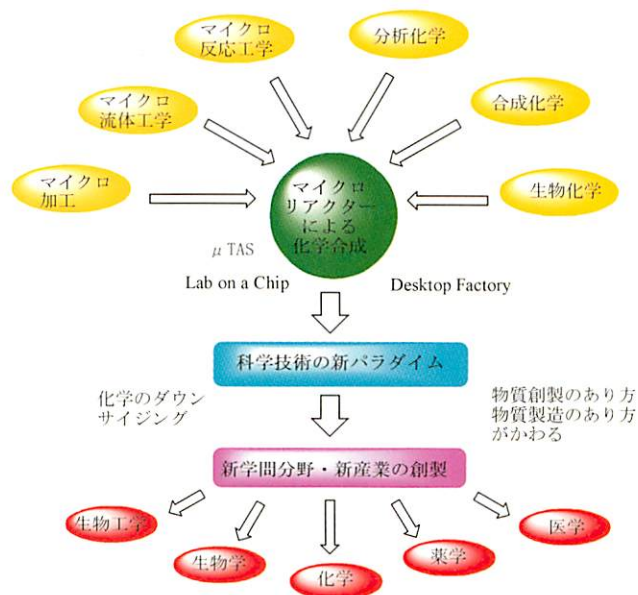 マイクロ
反応工学
分析化学
マイクロ
流体工学
合成化学
マイクロ
加工
生物化学
マイクロ
リアクター
による
化学合成
μTAS
Lab on a Chip
Desktop Factory
科学技術の新パラダイム
化学のダウン
サイジング
物質創製のあり方
物質製造のあり方
がかわる
新学問分野・新産業の創製
生物工学
生物学
化学
薬学
医学